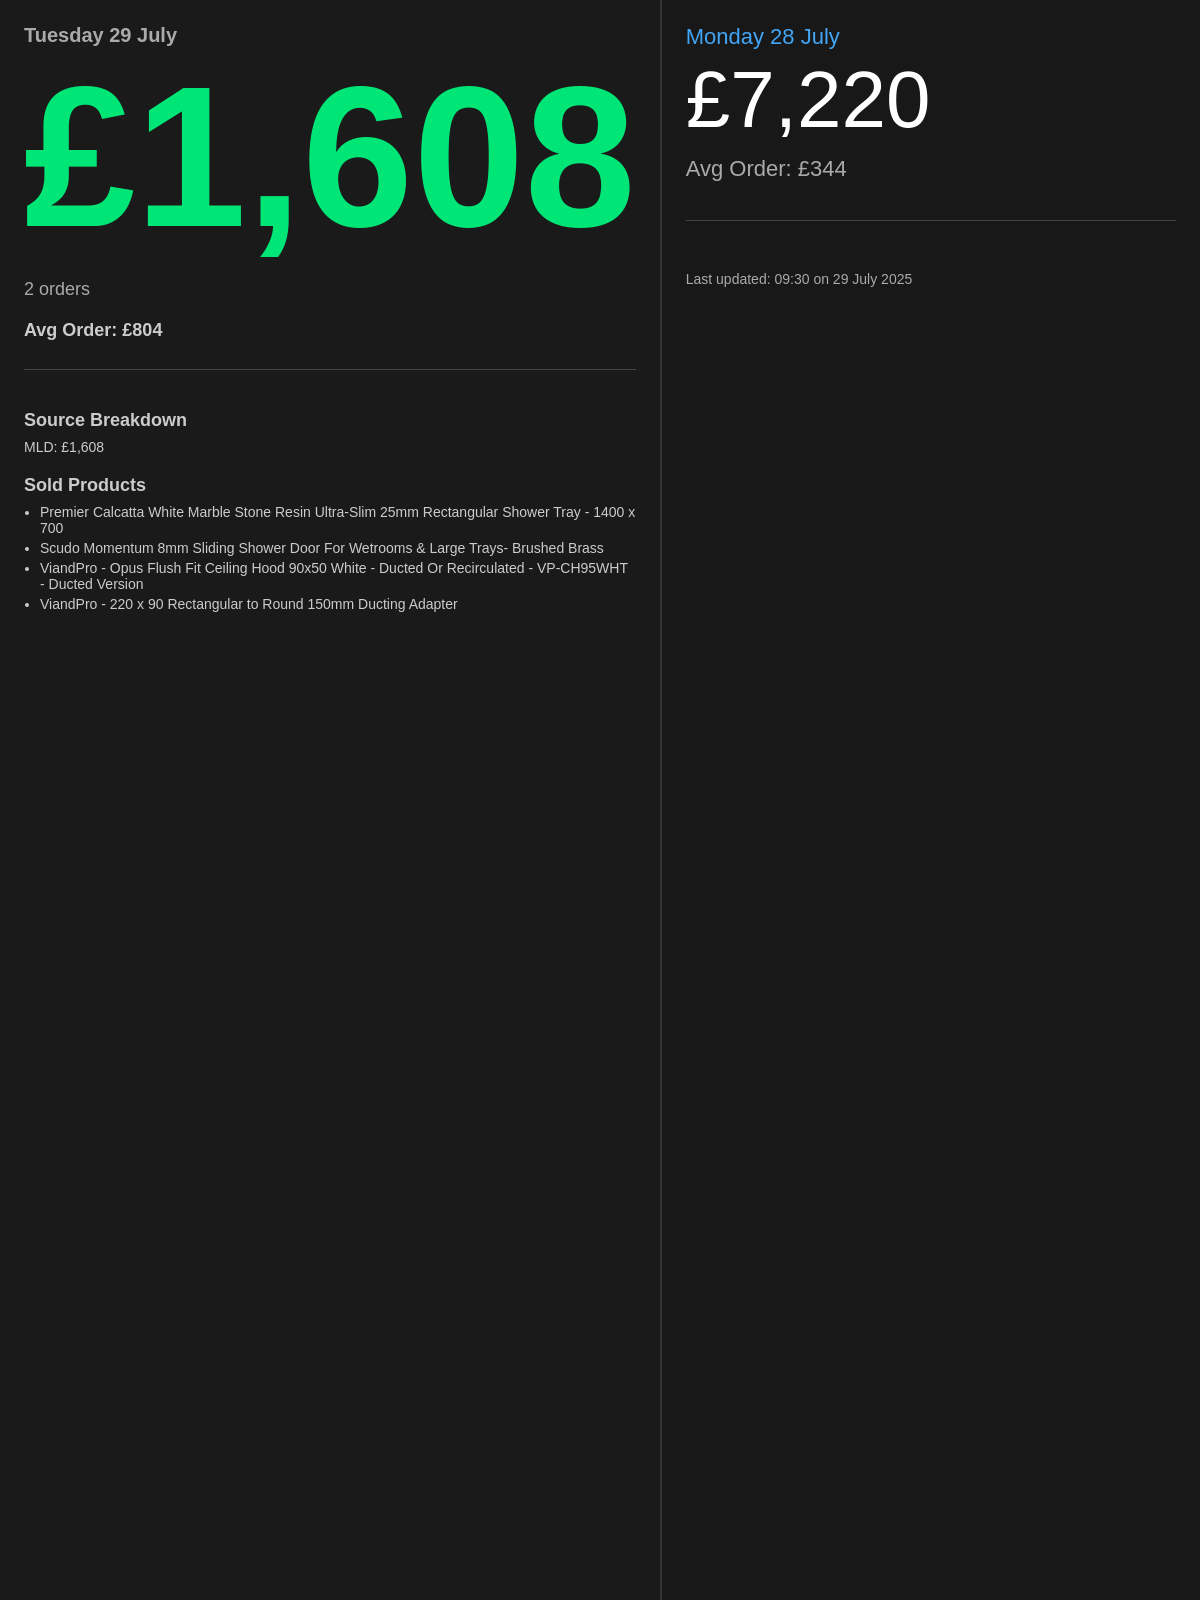 Tuesday 29 July
£1,608
2 orders
Avg Order: £804
Source Breakdown
MLD: £1,608
Sold Products
• Premier Calcatta White Marble Stone Resin Ultra-Slim 25mm Rectangular Shower Tray - 1400 x
700
• Scudo Momentum 8mm Sliding Shower Door For Wetrooms & Large Trays- Brushed Brass
• ViandPro - Opus Flush Fit Ceiling Hood 90x50 White - Ducted Or Recirculated - VP-CH95WHT
- Ducted Version
• ViandPro - 220 x 90 Rectangular to Round 150mm Ducting Adapter
Monday 28 July
£7,220
Avg Order: £344
Last updated: 09:30 on 29 July 2025